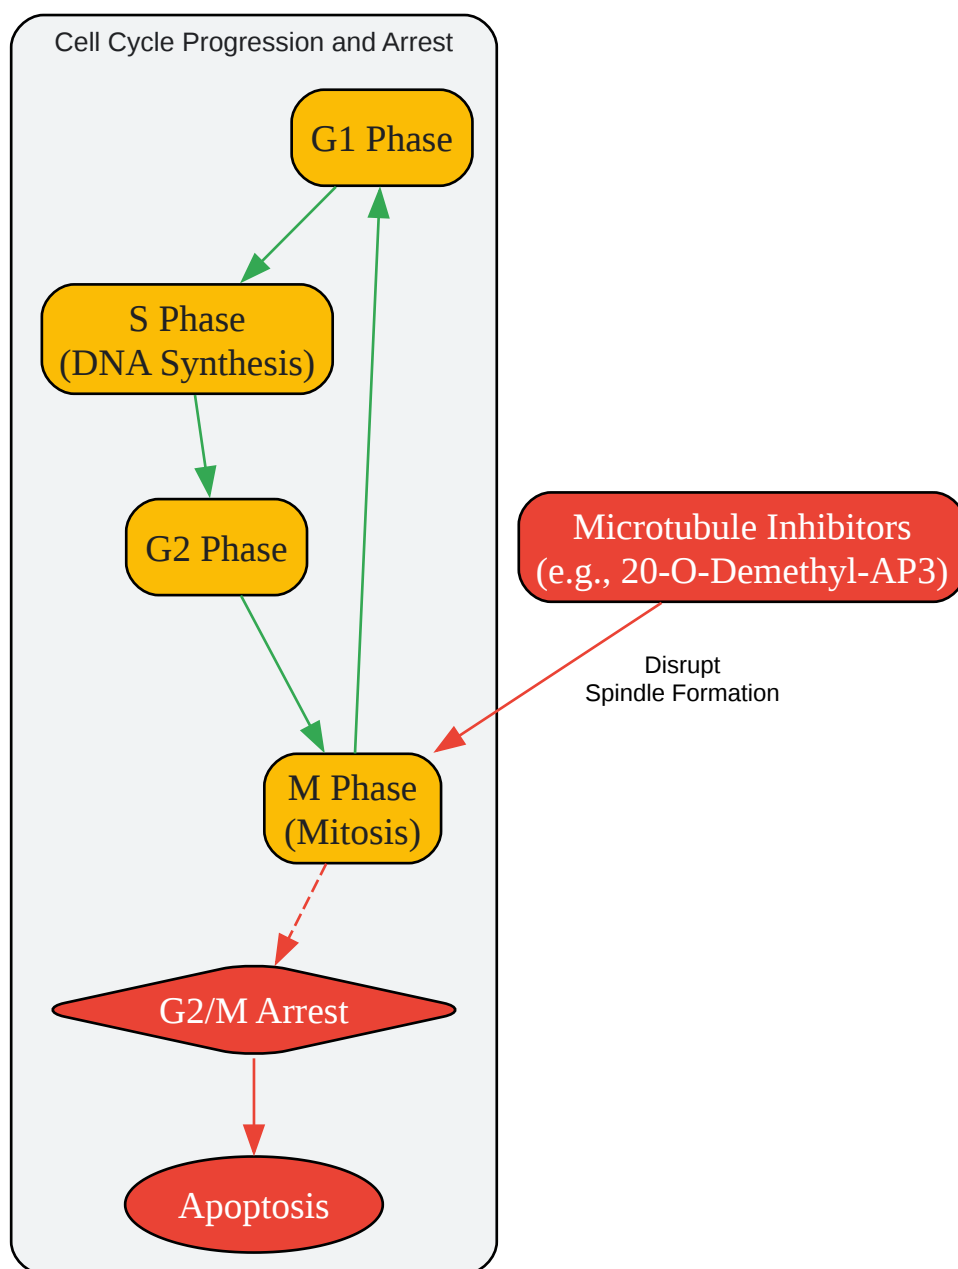 Cell Cycle Progression and Arrest
G1 Phase
S Phase
(DNA Synthesis)
G2 Phase
Microtubule Inhibitors
(e.g., 20-O-Demethyl-AP3)
Disrupt
Spindle Formation
M Phase
(Mitosis)
G2/M Arrest
Apoptosis